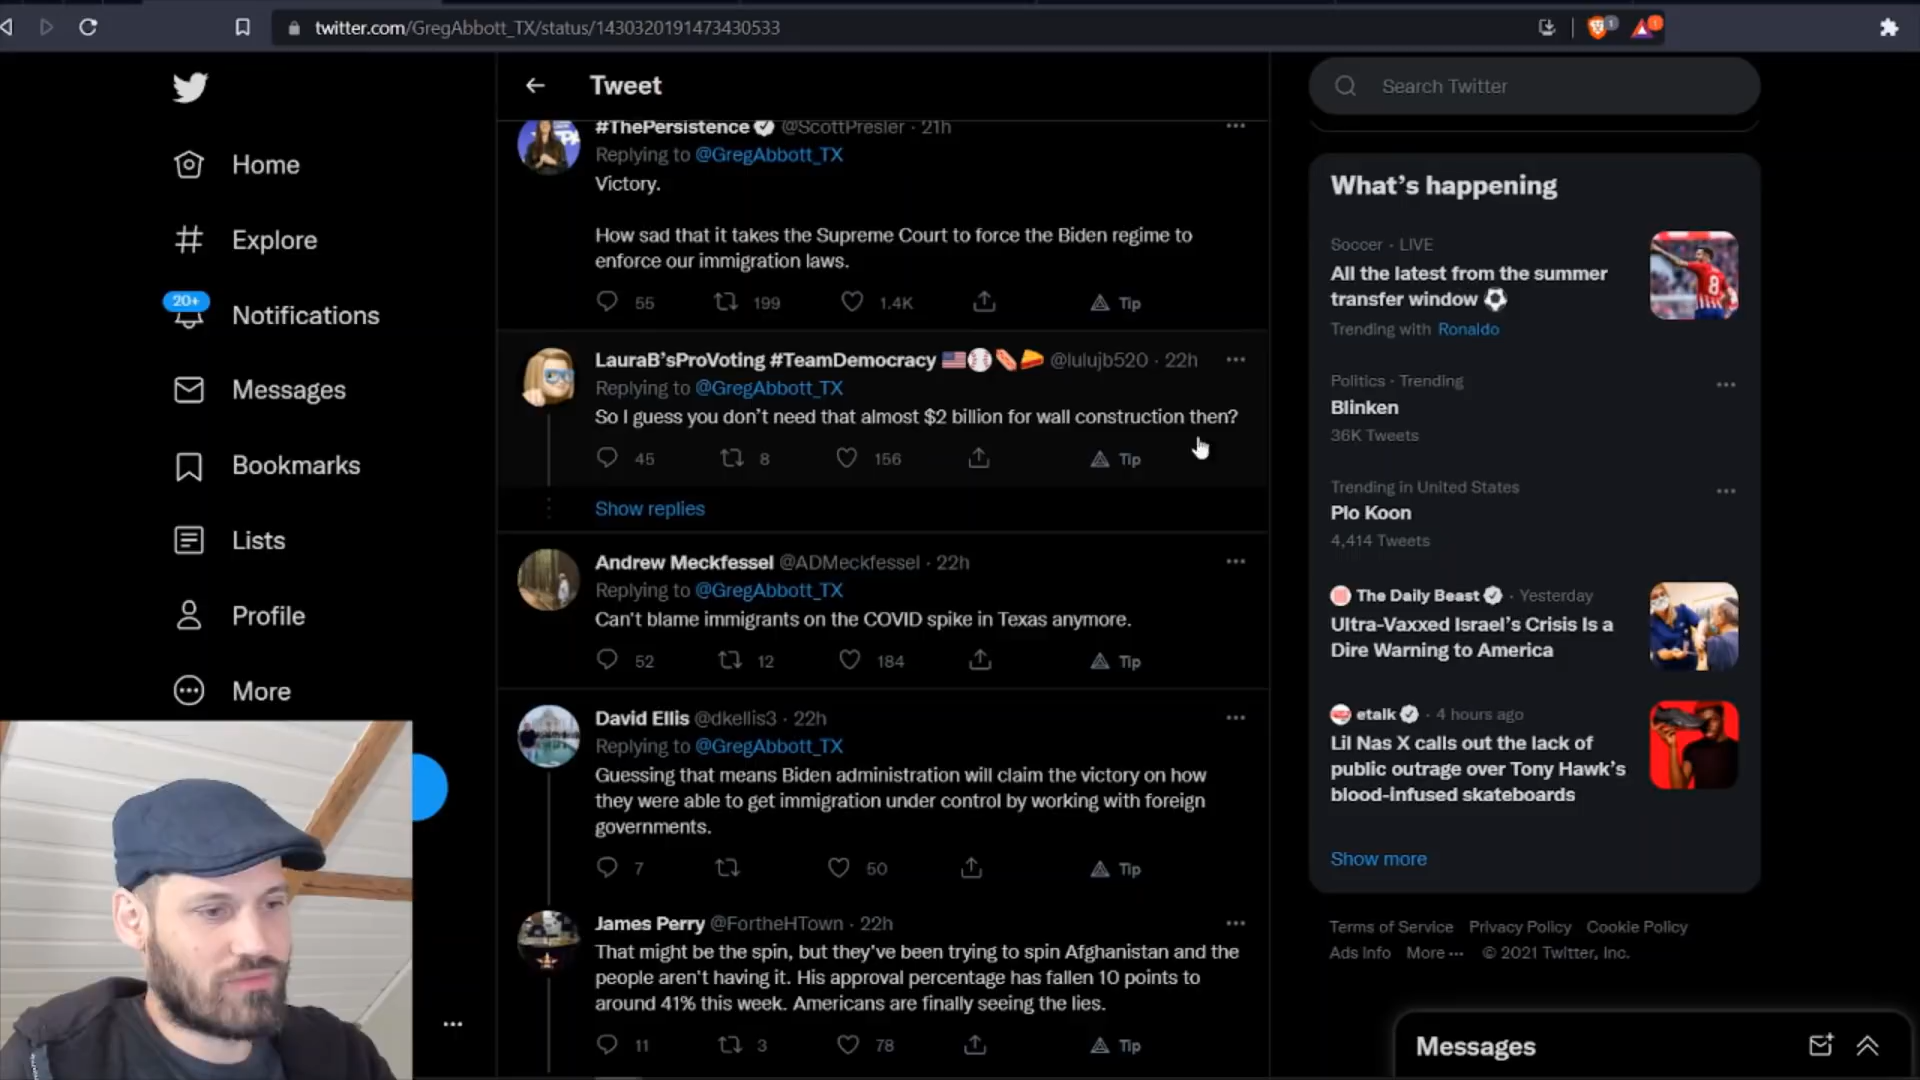 twitter.com/GregAbbott_TX/status/1430320191473430533
1
1
Home
Explore
20+
Notifications
Messages
Bookmarks
Lists
Profile
More
Tweet
#ThePersistence @ScottPresler · 21h
Replying to @GregAbbott_TX
Victory.
How sad that it takes the Supreme Court to force the Biden regime to
enforce our immigration laws.
55 199 1.4K Tip
LauraB'sProVoting #TeamDemocracy 🇺🇸⚾🌭🥧 @lulujb520 · 22h
Replying to @GregAbbott_TX
So I guess you don't need that almost $2 billion for wall construction then?
45 8 156 Tip
Show replies
Andrew Meckfessel @ADMeckfessel · 22h
Replying to @GregAbbott_TX
Can't blame immigrants on the COVID spike in Texas anymore.
52 12 184 Tip
David Ellis @dkellis3 · 22h
Replying to @GregAbbott_TX
Guessing that means Biden administration will claim the victory on how
they were able to get immigration under control by working with foreign
governments.
7 50 Tip
James Perry @FortheHTown · 22h
That might be the spin, but they've been trying to spin Afghanistan and the
people aren't having it. His approval percentage has fallen 10 points to
around 41% this week. Americans are finally seeing the lies.
11 3 78 Tip
Search Twitter
What's happening
Soccer · LIVE
All the latest from the summer
transfer window ⚽
Trending with Ronaldo
Politics · Trending
Blinken
36K Tweets
Trending in United States
Plo Koon
4,414 Tweets
The Daily Beast · Yesterday
Ultra-Vaxxed Israel's Crisis Is a
Dire Warning to America
etalk · 4 hours ago
Lil Nas X calls out the lack of
public outrage over Tony Hawk's
blood-infused skateboards
Show more
Terms of Service Privacy Policy Cookie Policy
Ads Info More ··· © 2021 Twitter, Inc.
Messages